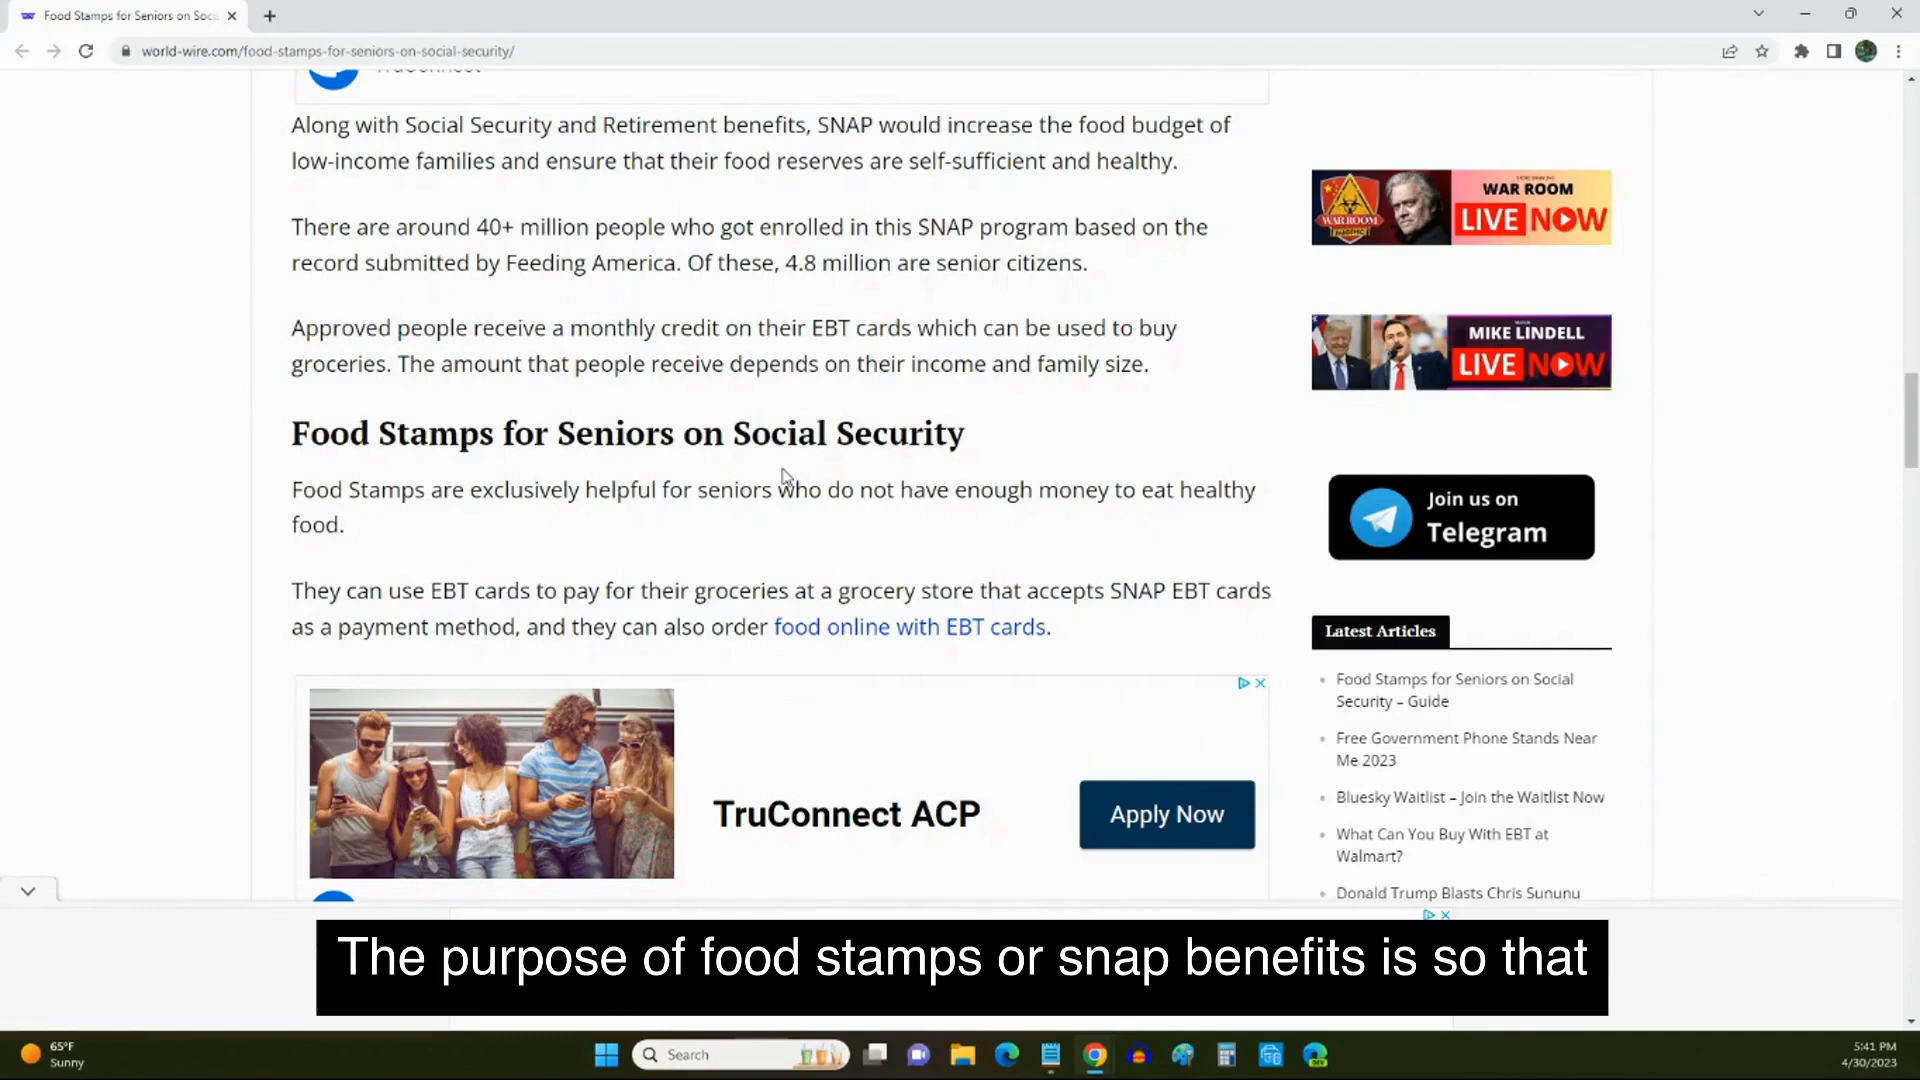 Food Stamps for Seniors on Soci
world-wire.com/food-stamps-for-seniors-on-social-security/
TruConnect
Along with Social Security and Retirement benefits, SNAP would increase the food budget of
low-income families and ensure that their food reserves are self-sufficient and healthy.
There are around 40+ million people who got enrolled in this SNAP program based on the
record submitted by Feeding America. Of these, 4.8 million are senior citizens.
Approved people receive a monthly credit on their EBT cards which can be used to buy
groceries. The amount that people receive depends on their income and family size.
Food Stamps for Seniors on Social Security
Food Stamps are exclusively helpful for seniors who do not have enough money to eat healthy
food.
They can use EBT cards to pay for their groceries at a grocery store that accepts SNAP EBT cards
as a payment method, and they can also order food online with EBT cards.
TruConnect ACP
Apply Now
WAR ROOM
PANDEMIC
WAR ROOM
LIVE NOW
MIKE LINDELL
LIVE NOW
Join us on
Telegram
Latest Articles
Food Stamps for Seniors on Social
Security – Guide
Free Government Phone Stands Near
Me 2023
Bluesky Waitlist – Join the Waitlist Now
What Can You Buy With EBT at
Walmart?
Donald Trump Blasts Chris Sununu
The purpose of food stamps or snap benefits is so that
65°F
Sunny
Search
DEV
5:41 PM
4/30/2023